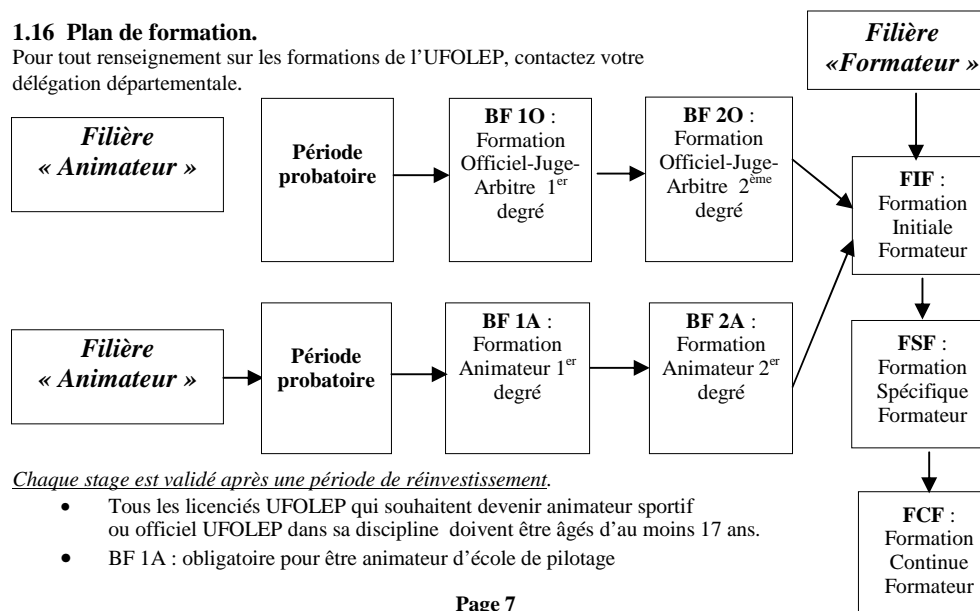 1.16 Plan de formation.
Pour tout renseignement sur les formations de l'UFOLEP, contactez votre
délégation départementale.
Filière
«Formateur »
Filière
« Animateur »
Période
probatoire
BF 1O :
Formation
Officiel-Juge-
Arbitre 1er
degré
BF 2O :
Formation
Officiel-Juge-
Arbitre 2ème
degré
FIF :
Formation
Initiale
Formateur
Filière
« Animateur »
Période
probatoire
BF 1A :
Formation
Animateur 1er
degré
BF 2A :
Formation
Animateur 2er
degré
FSF :
Formation
Spécifique
Formateur
FCF :
Formation
Continue
Formateur
Chaque stage est validé après une période de réinvestissement.
• Tous les licenciés UFOLEP qui souhaitent devenir animateur sportif
ou officiel UFOLEP dans sa discipline doivent être âgés d'au moins 17 ans.
• BF 1A : obligatoire pour être animateur d'école de pilotage
Page 7